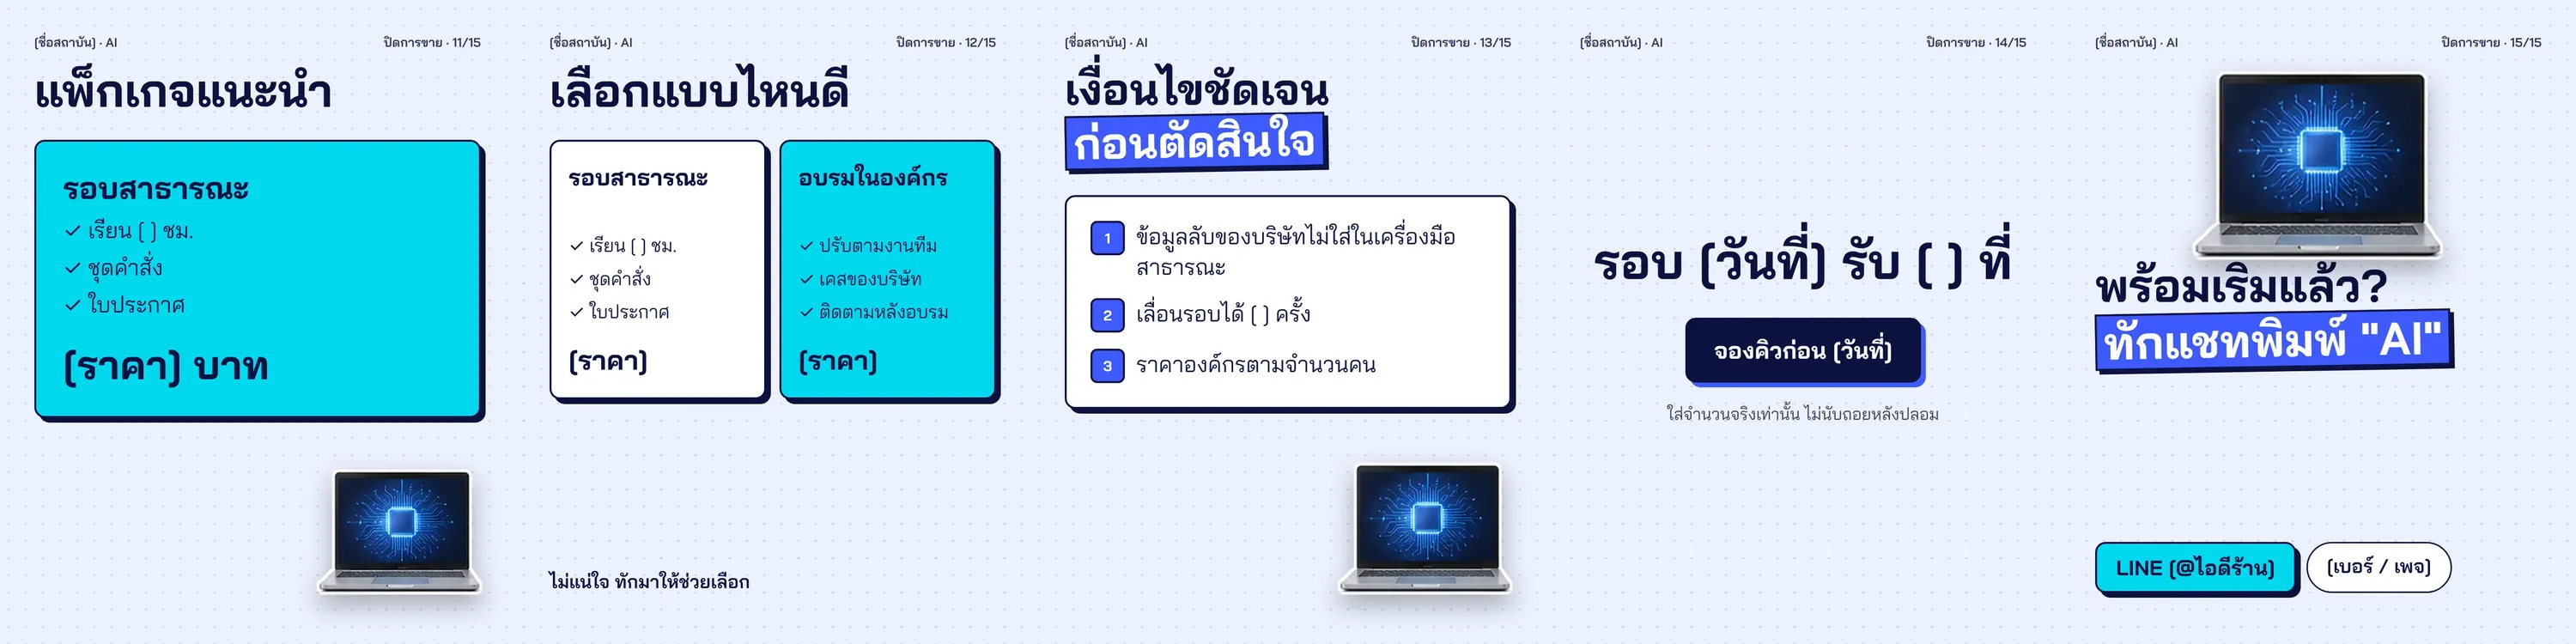 [ชื่อสถาบัน] · AI
ปิดการขาย · 11/15
แพ็กเกจแนะนำ
รอบสาธารณะ
✓ เรียน [ ] ชม.
✓ ชุดคำสั่ง
✓ ใบประกาศ
[ราคา] บาท
[ชื่อสถาบัน] · AI
ปิดการขาย · 12/15
เลือกแบบไหนดี
รอบสาธารณะ
✓ เรียน [ ] ชม.
✓ ชุดคำสั่ง
✓ ใบประกาศ
[ราคา]
อบรมในองค์กร
✓ ปรับตามงานทีม
✓ เคสของบริษัท
✓ ติดตามหลังอบรม
[ราคา]
ไม่แน่ใจ ทักมาให้ช่วยเลือก
[ชื่อสถาบัน] · AI
ปิดการขาย · 13/15
เงื่อนไขชัดเจน
ก่อนตัดสินใจ
1 ข้อมูลลับของบริษัทไม่ใส่ในเครื่องมือ
สาธารณะ
2 เลื่อนรอบได้ [ ] ครั้ง
3 ราคาองค์กรตามจำนวนคน
[ชื่อสถาบัน] · AI
ปิดการขาย · 14/15
รอบ [วันที่] รับ [ ] ที่
จองคิวก่อน [วันที่]
ใส่จำนวนจริงเท่านั้น ไม่นับถอยหลังปลอม
[ชื่อสถาบัน] · AI
ปิดการขาย · 15/15
พร้อมเริ่มแล้ว?
ทักแชทพิมพ์ "AI"
LINE [@ไอดีร้าน]
[เบอร์ / เพจ]